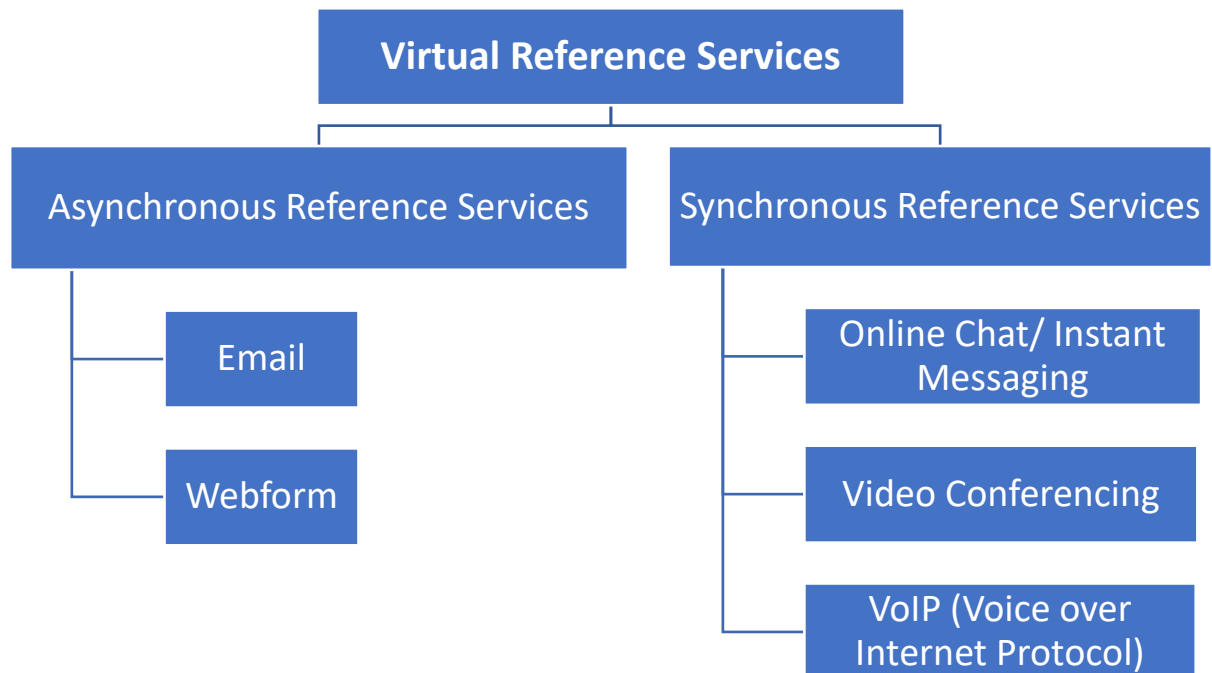 Virtual Reference Services
Asynchronous Reference Services
Synchronous Reference Services
Email
Webform
Online Chat/ Instant
Messaging
Video Conferencing
VoIP (Voice over
Internet Protocol)